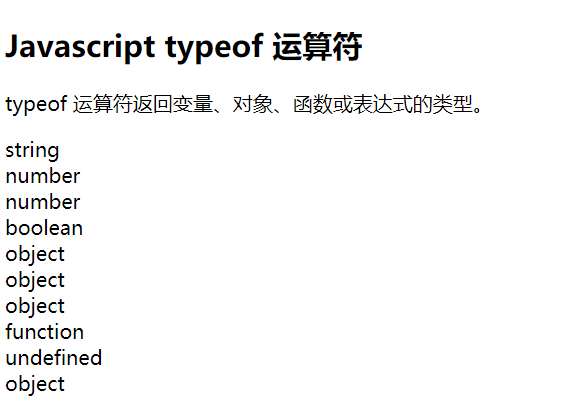 Javascript typeof 运算符
typeof 运算符返回变量、对象、函数或表达式的类型。
string
number
number
boolean
object
object
object
function
undefined
object